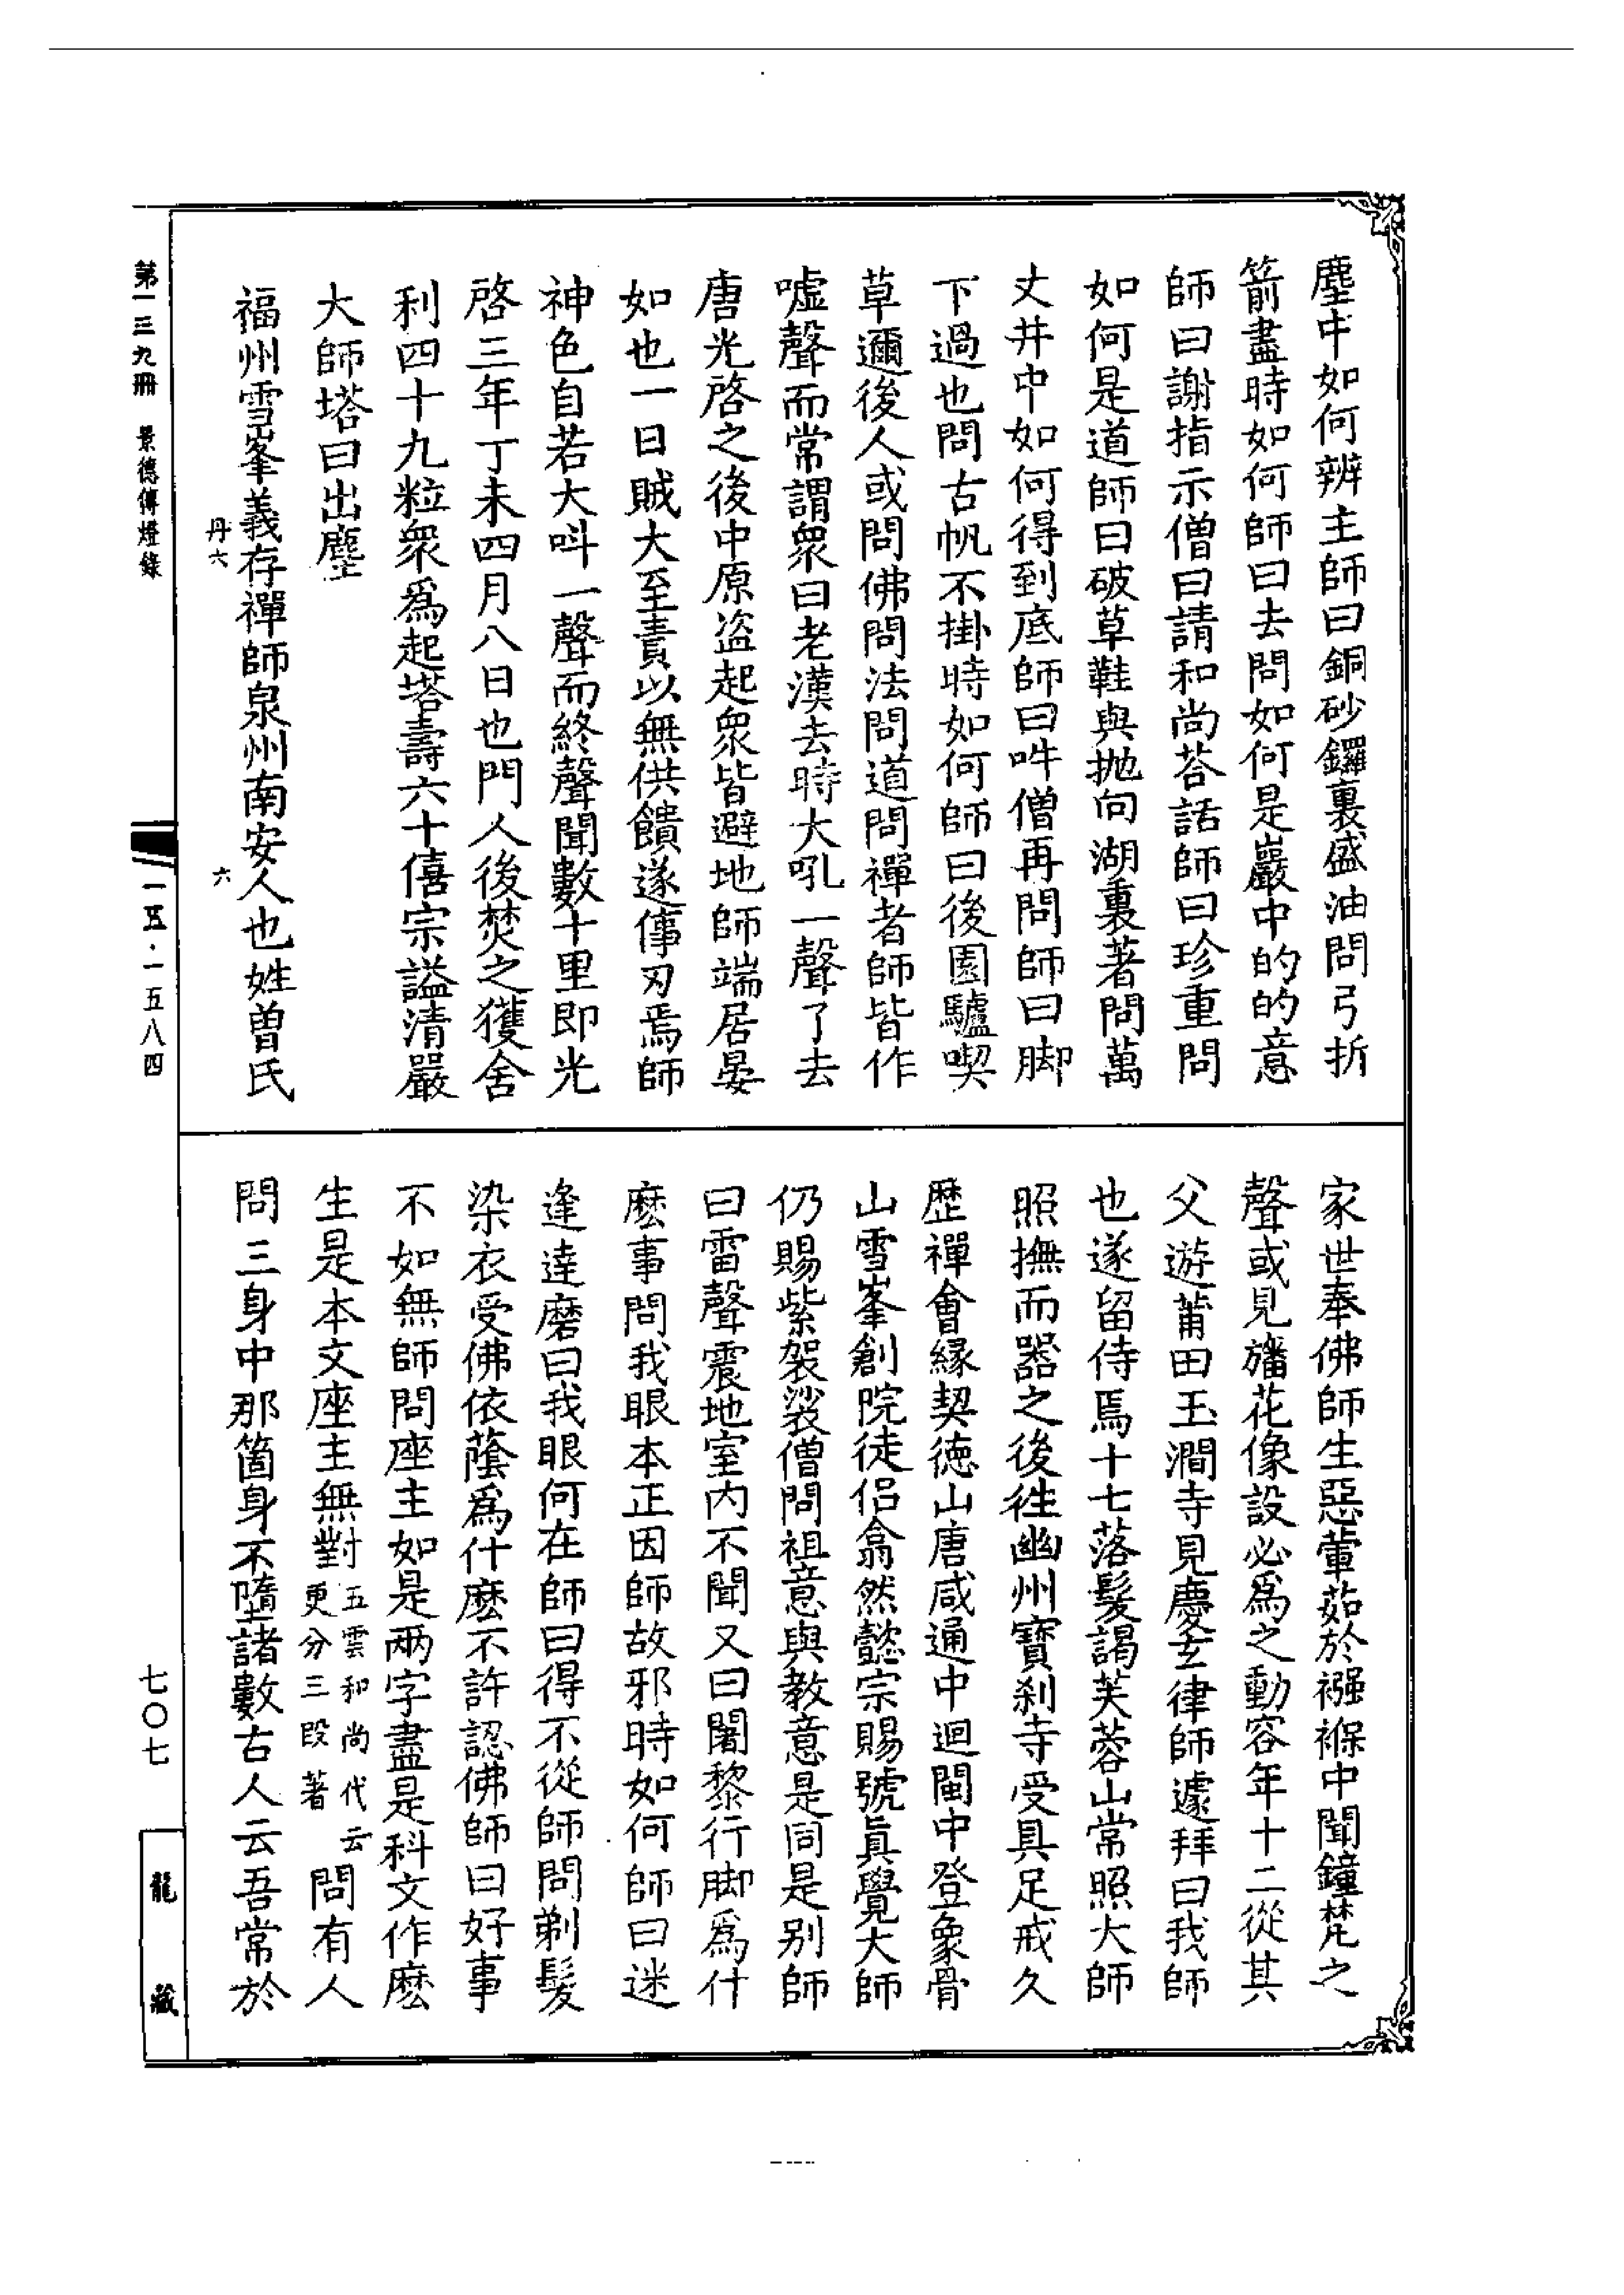 塵中如何辨主師曰銅砂鑼裏盛油問弓折
箭盡時如何師曰去問如何是巖中的的意
師曰謝指示僧曰請和尚荅話師曰珍重問
如何是道師曰破草鞋與抛向湖裏著問萬
丈井中如何得到底師曰吽僧再問師曰脚
下過也問古帆不掛時如何師曰後園驢喫
草邇後人或問佛問法問道問禪者師皆作
噓聲而常謂衆曰老漢去時大吼一聲了去
唐光啓之後中原盗起衆皆避地師端居晏
如也一日賊大至責以無供饋遂倳刃焉師
神色自若大呌一聲而終聲聞數十里即光
啓三年丁未四月八日也門人後焚之獲舍
利四十九粒衆爲起塔壽六十僖宗謚清嚴
大師塔曰出塵
福州雪峯義存禪師泉州南安人也姓曾氏
丹六
六
家世奉佛師生惡葷茹於襁褓中聞鐘梵之
聲或見旛花像設必爲之動容年十二從其
父遊莆田玉澗寺見慶玄律師遽拜曰我師
也遂留侍焉十七落髮謁芙蓉山常照大師
照撫而器之後徃幽州寶刹寺受具足戒久
歴禪會緣契德山唐咸通中迴閩中登象骨
山雪峯創院徒侣翕然懿宗賜號眞覺大師
仍賜紫袈裟僧問祖意與教意是同是别師
曰雷聲震地室内不聞又曰闍黎行脚爲什
麽事問我眼本正因師故邪時如何師曰迷
逢達磨曰我眼何在師曰得不從師問剃髮
染衣受佛依蔭爲什麽不許認佛師曰好事
不如無師問座主如是兩字盡是科文作麽
生是本文座主無對五雲和尚代云更分三段著問有人
問三身中那箇身不墮諸數古人云吾常於
第一三九冊 景德傳燈錄
一五五·一五八四
七〇七
龍藏